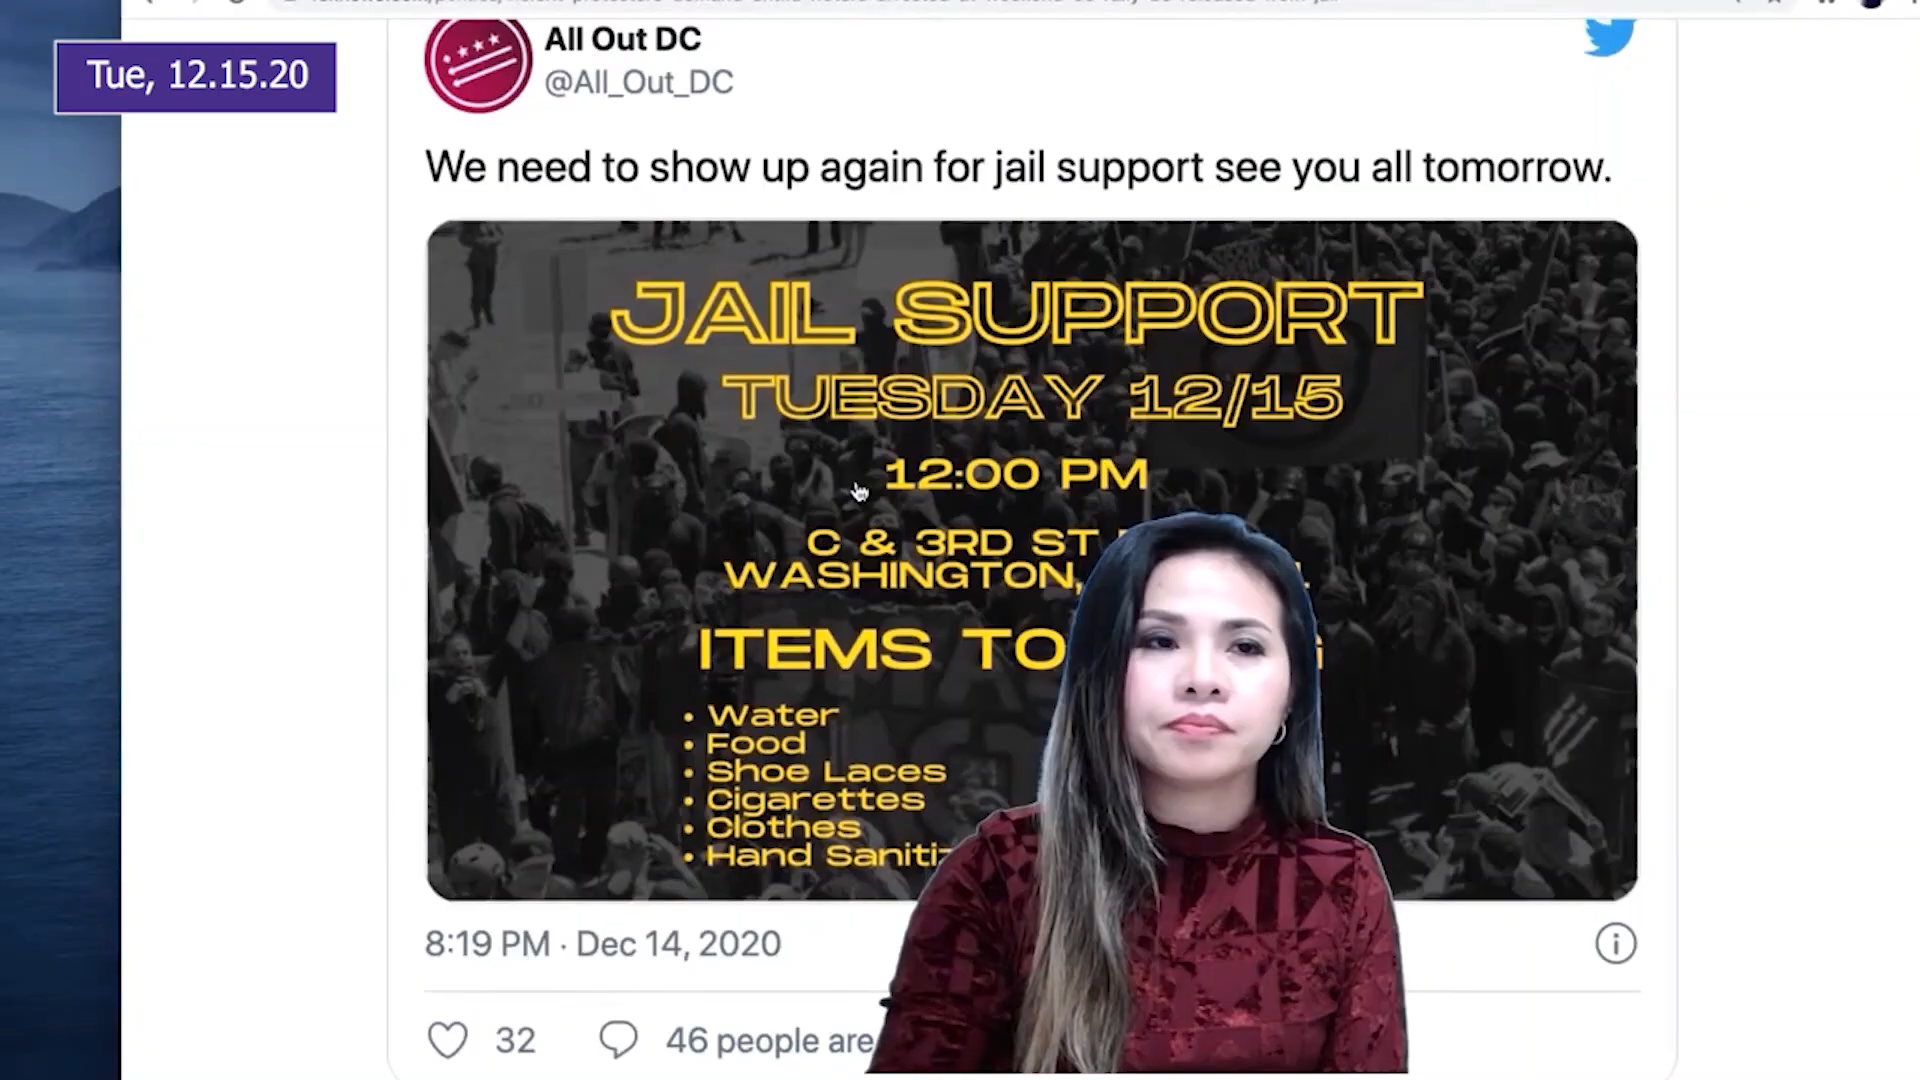 Tue, 12.15.20
All Out DC
@All_Out_DC
We need to show up again for jail support see you all tomorrow.
JAIL SUPPORT
TUESDAY 12/15
12:00 PM
C & 3RD ST
WASHINGTON,
ITEMS TO
• Water
• Food
• Shoe Laces
• Cigarettes
• Clothes
• Hand
8:19 PM · Dec 14, 2020
32
46 people are